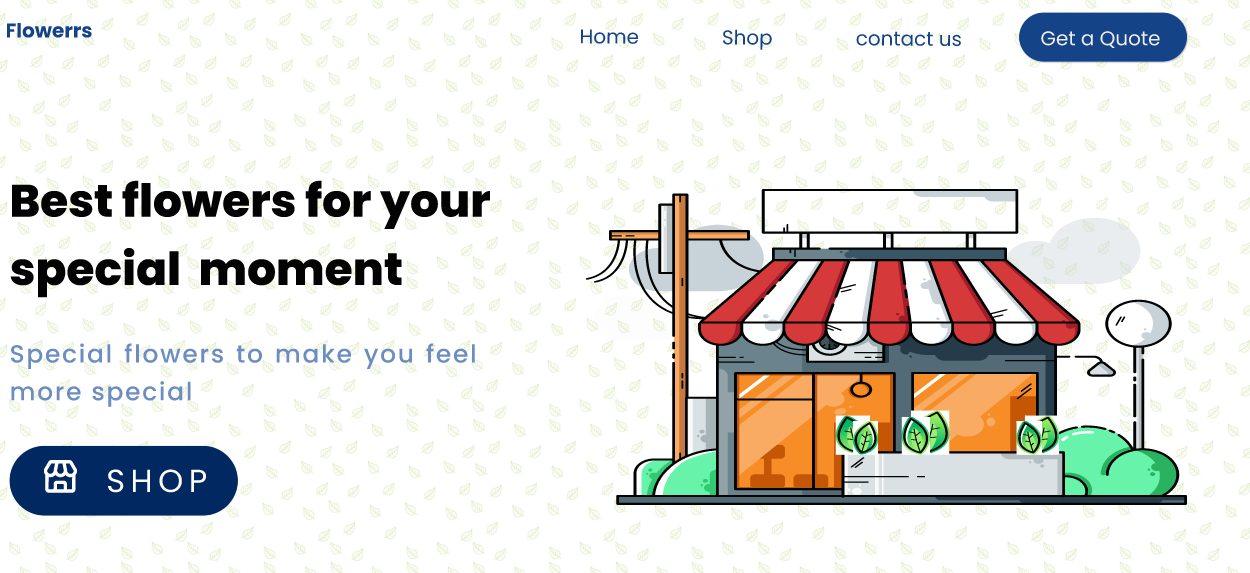 Flowerrs
Home Shop contact us Get a Quote
Best flowers for your
special moment
Special flowers to make you feel
more special
SHOP